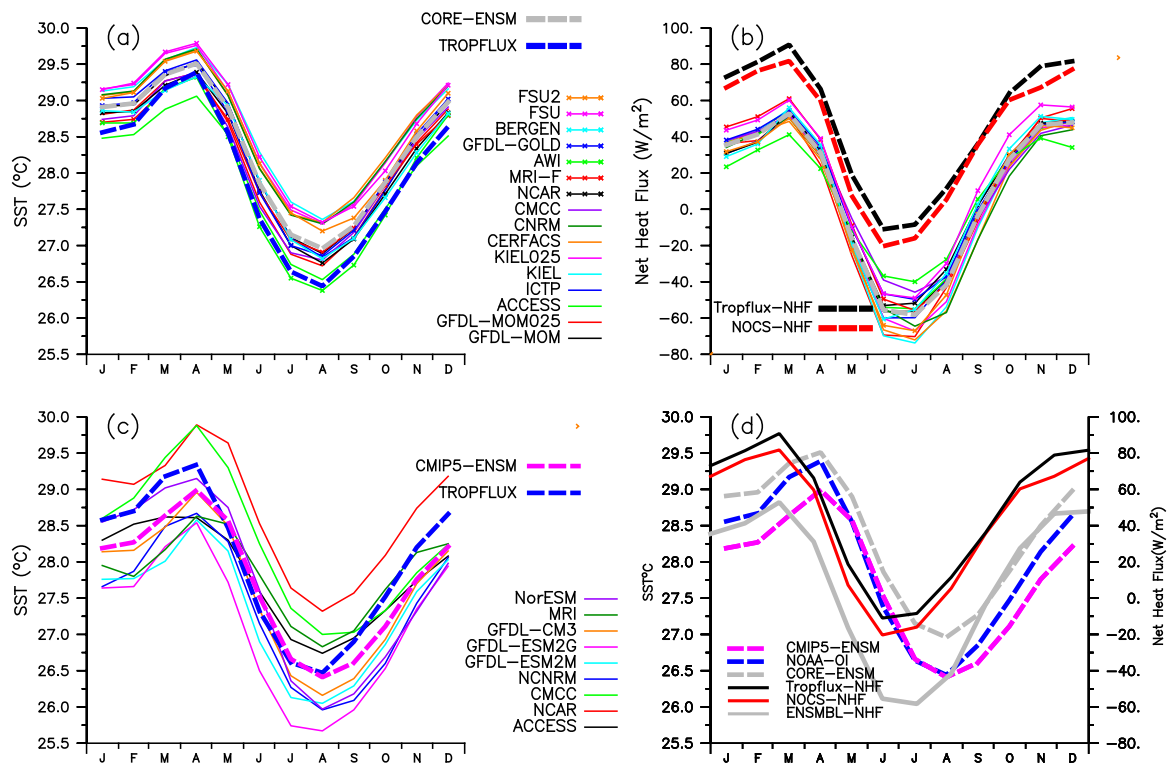 (a)
CORE-ENSM
TROPFLUX
30.0
29.5
29.0
28.5
28.0
27.5
27.0
26.5
26.0
25.5
SST (°C)
J F M A M J J A S O N D
FSU2
FSU
BERGEN
GFDL-GOLD
AWI
MRI-F
NCAR
CMCC
CNRM
CERFACS
KIEL025
KIEL
ICTP
ACCESS
GFDL-MOM025
GFDL-MOM
(b)
100.
80.
60.
40.
20.
0.
-20.
-40.
-60.
-80.
Net Heat Flux (W/m²)
Tropflux-NHF
NOCS-NHF
J F M A M J J A S O N D
(c)
CMIP5-ENSM
TROPFLUX
30.0
29.5
29.0
28.5
28.0
27.5
27.0
26.5
26.0
25.5
SST (°C)
J F M A M J J A S O N D
NorESM
MRI
GFDL-CM3
GFDL-ESM2G
GFDL-ESM2M
NCNRM
CMCC
NCAR
ACCESS
(d)
30.0
29.5
29.0
28.5
28.0
27.5
27.0
26.5
26.0
25.5
SST°C
CMIP5-ENSM
NOAA-OI
CORE-ENSM
Tropflux-NHF
NOCS-NHF
ENSMBL-NHF
J F M A M J J A S O N D
100.
80.
60.
40.
20.
0.
-20.
-40.
-60.
-80.
Net Heat Flux(W/m²)